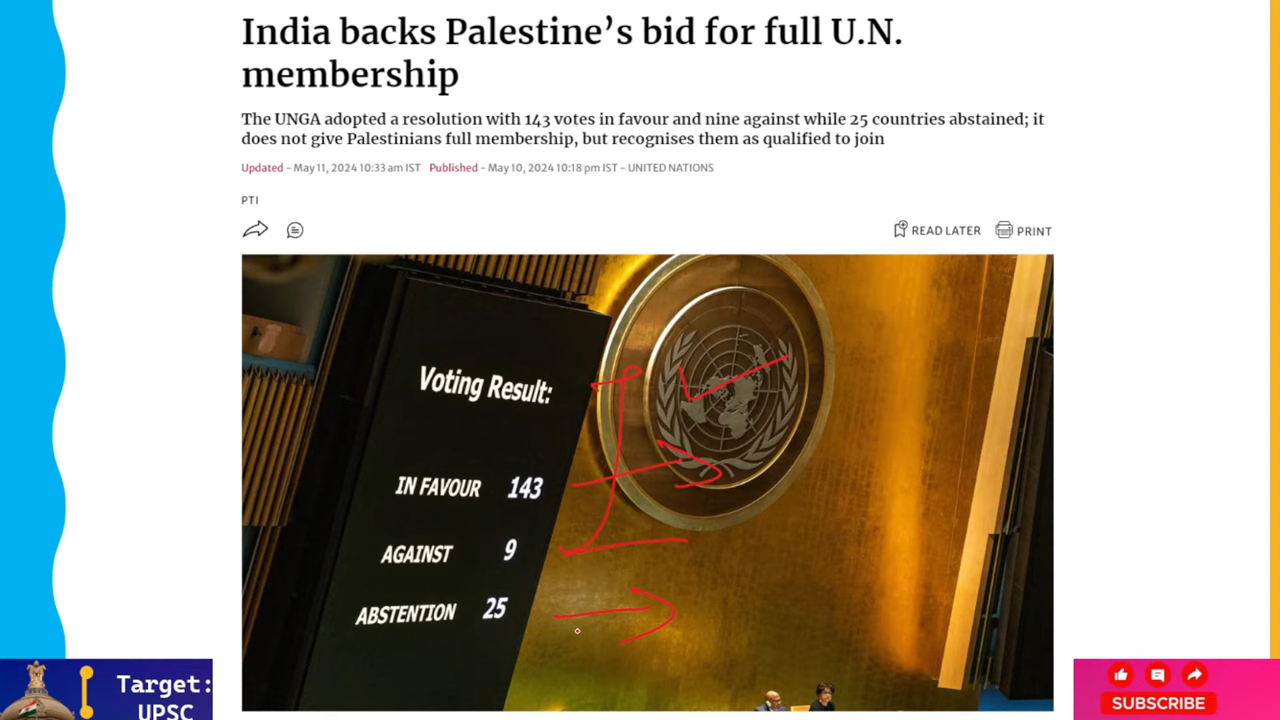 India backs Palestine’s bid for full U.N.
membership
The UNGA adopted a resolution with 143 votes in favour and nine against while 25 countries abstained; it
does not give Palestinians full membership, but recognises them as qualified to join
Updated - May 11, 2024 10:33 am IST Published - May 10, 2024 10:18 pm IST - UNITED NATIONS
PTI
READ LATER PRINT
Voting Result:
IN FAVOUR 143
AGAINST 9
ABSTENTION 25
Target:
UPSC
SUBSCRIBE